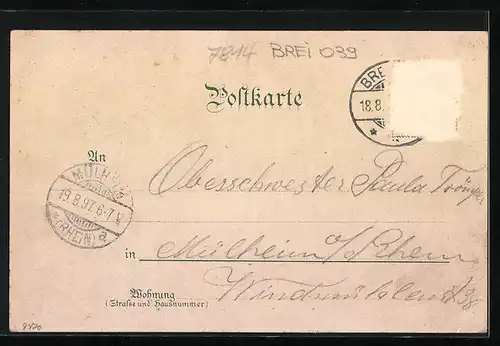 7814 BREI 039
Postkarte
BRE
18.8.
An
MÜLHEIM
19.8.97.6-7.N
(RHEIN) a
Oberschwester Paula
in Mülheim a/Rhein
Wohnung
(Straße und Hausnummer)
9470